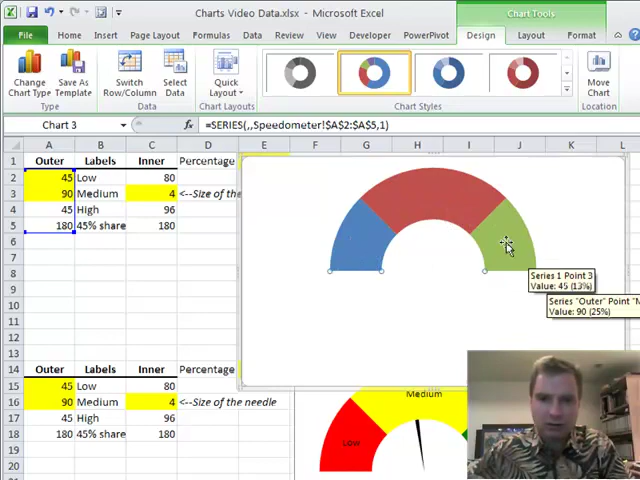 Charts Video Data.xlsx - Microsoft Excel
Chart Tools
File Home Insert Page Layout Formulas Data Review View Developer PowerPivot Design Layout Format
Change Chart Type
Save As Template
Switch Row/Column
Select Data
Quick Layout
Move Chart
Type Data Chart Styles Location
Chart 3 fx =SERIES(,,Speedometer!$A$2:$A$5,1)
A B C D E F G H I J K L
1 Outer Labels Inner Percentage
2 45 Low 80
3 90 Medium 4 <--Size of the
4 45 High 96
5 180 45% share 180
6
7
8
9
10
11
12
13
14 Outer Labels Inner Percentage
15 45 Low 80
16 90 Medium 4 <--Size of the needle
17 45 High 96
18 180 45% share 180
19
20
21
Series 1 Point 3
Value: 45 (13%)
Series "Outer" Point "M
Value: 90 (25%)
Medium
Low